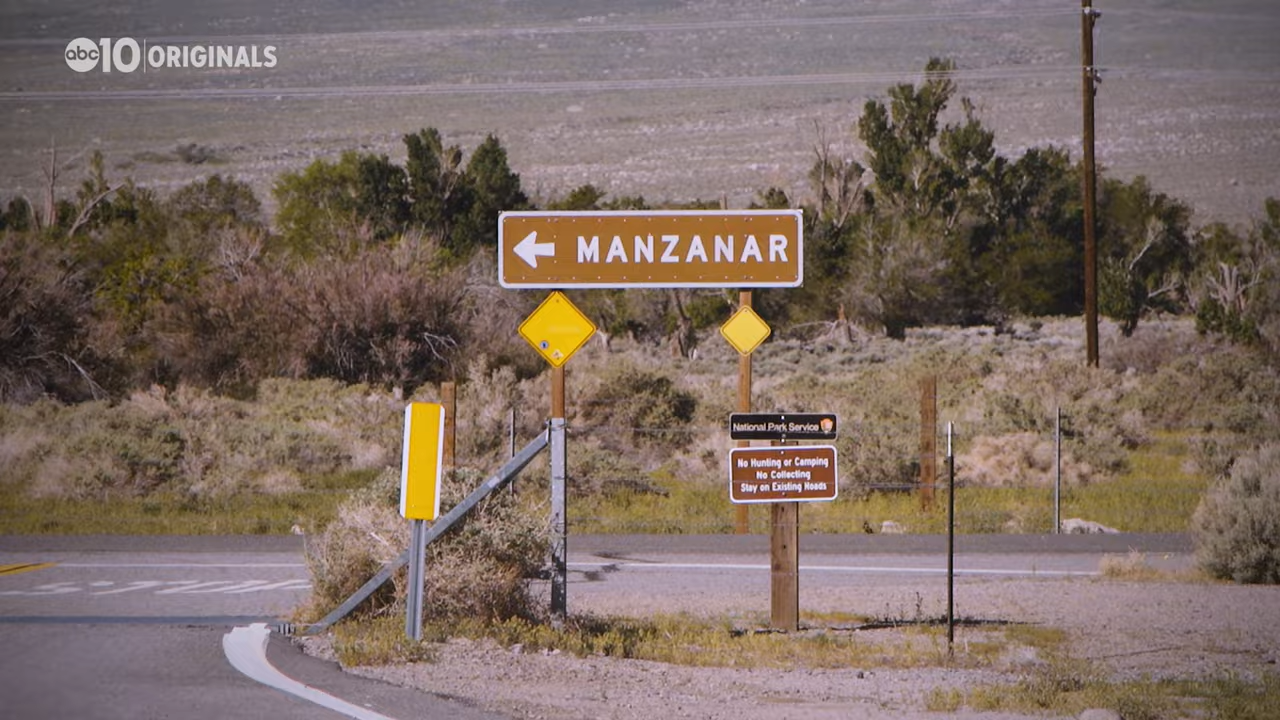 abc10 ORIGINALS
MANZANAR
National Park Service
No Hunting or Camping
No Collecting
Stay on Existing Roads